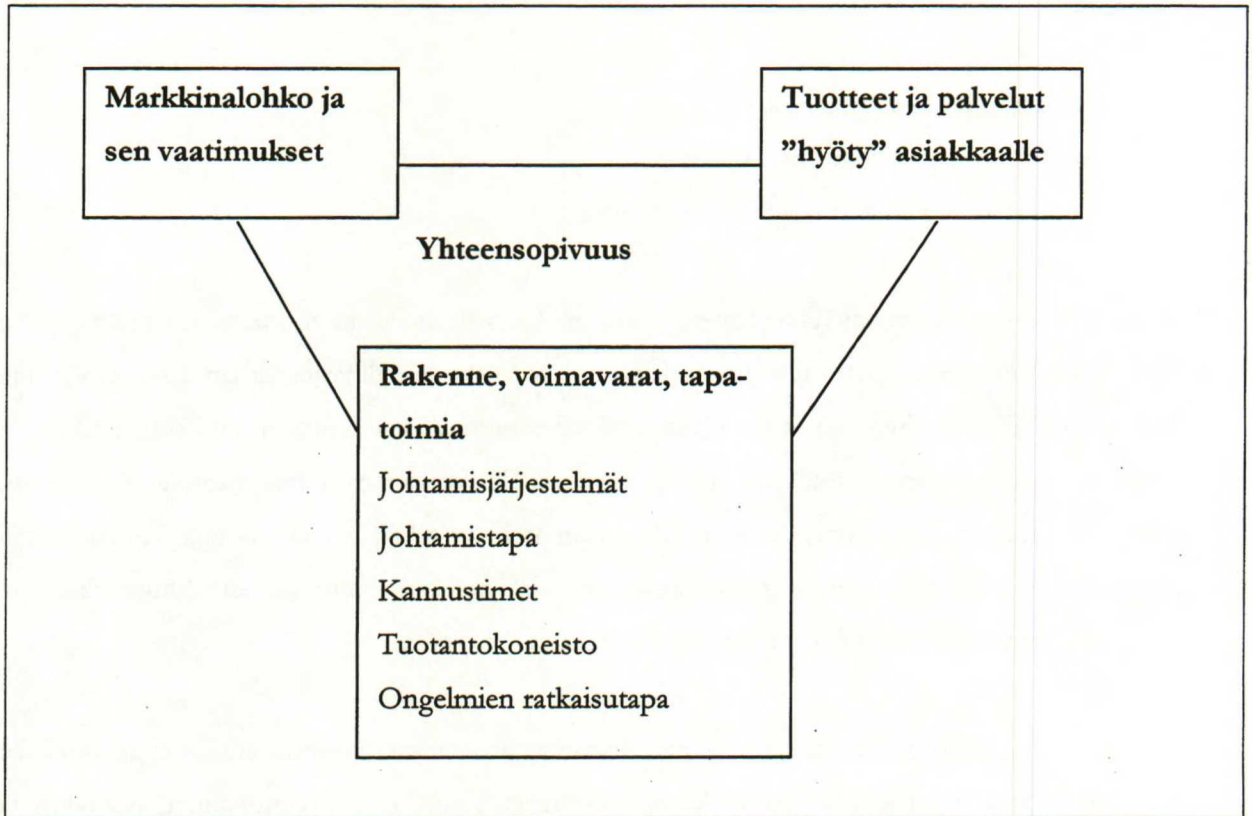 Markkinalohko ja
sen vaatimukset
Tuotteet ja palvelut
”hyöty” asiakkaalle
Yhteensopivuus
Rakenne, voimavarat, tapa-
toimia
Johtamisjärjestelmät
Johtamistapa
Kannustimet
Tuotantokoneisto
Ongelmien ratkaisutapa